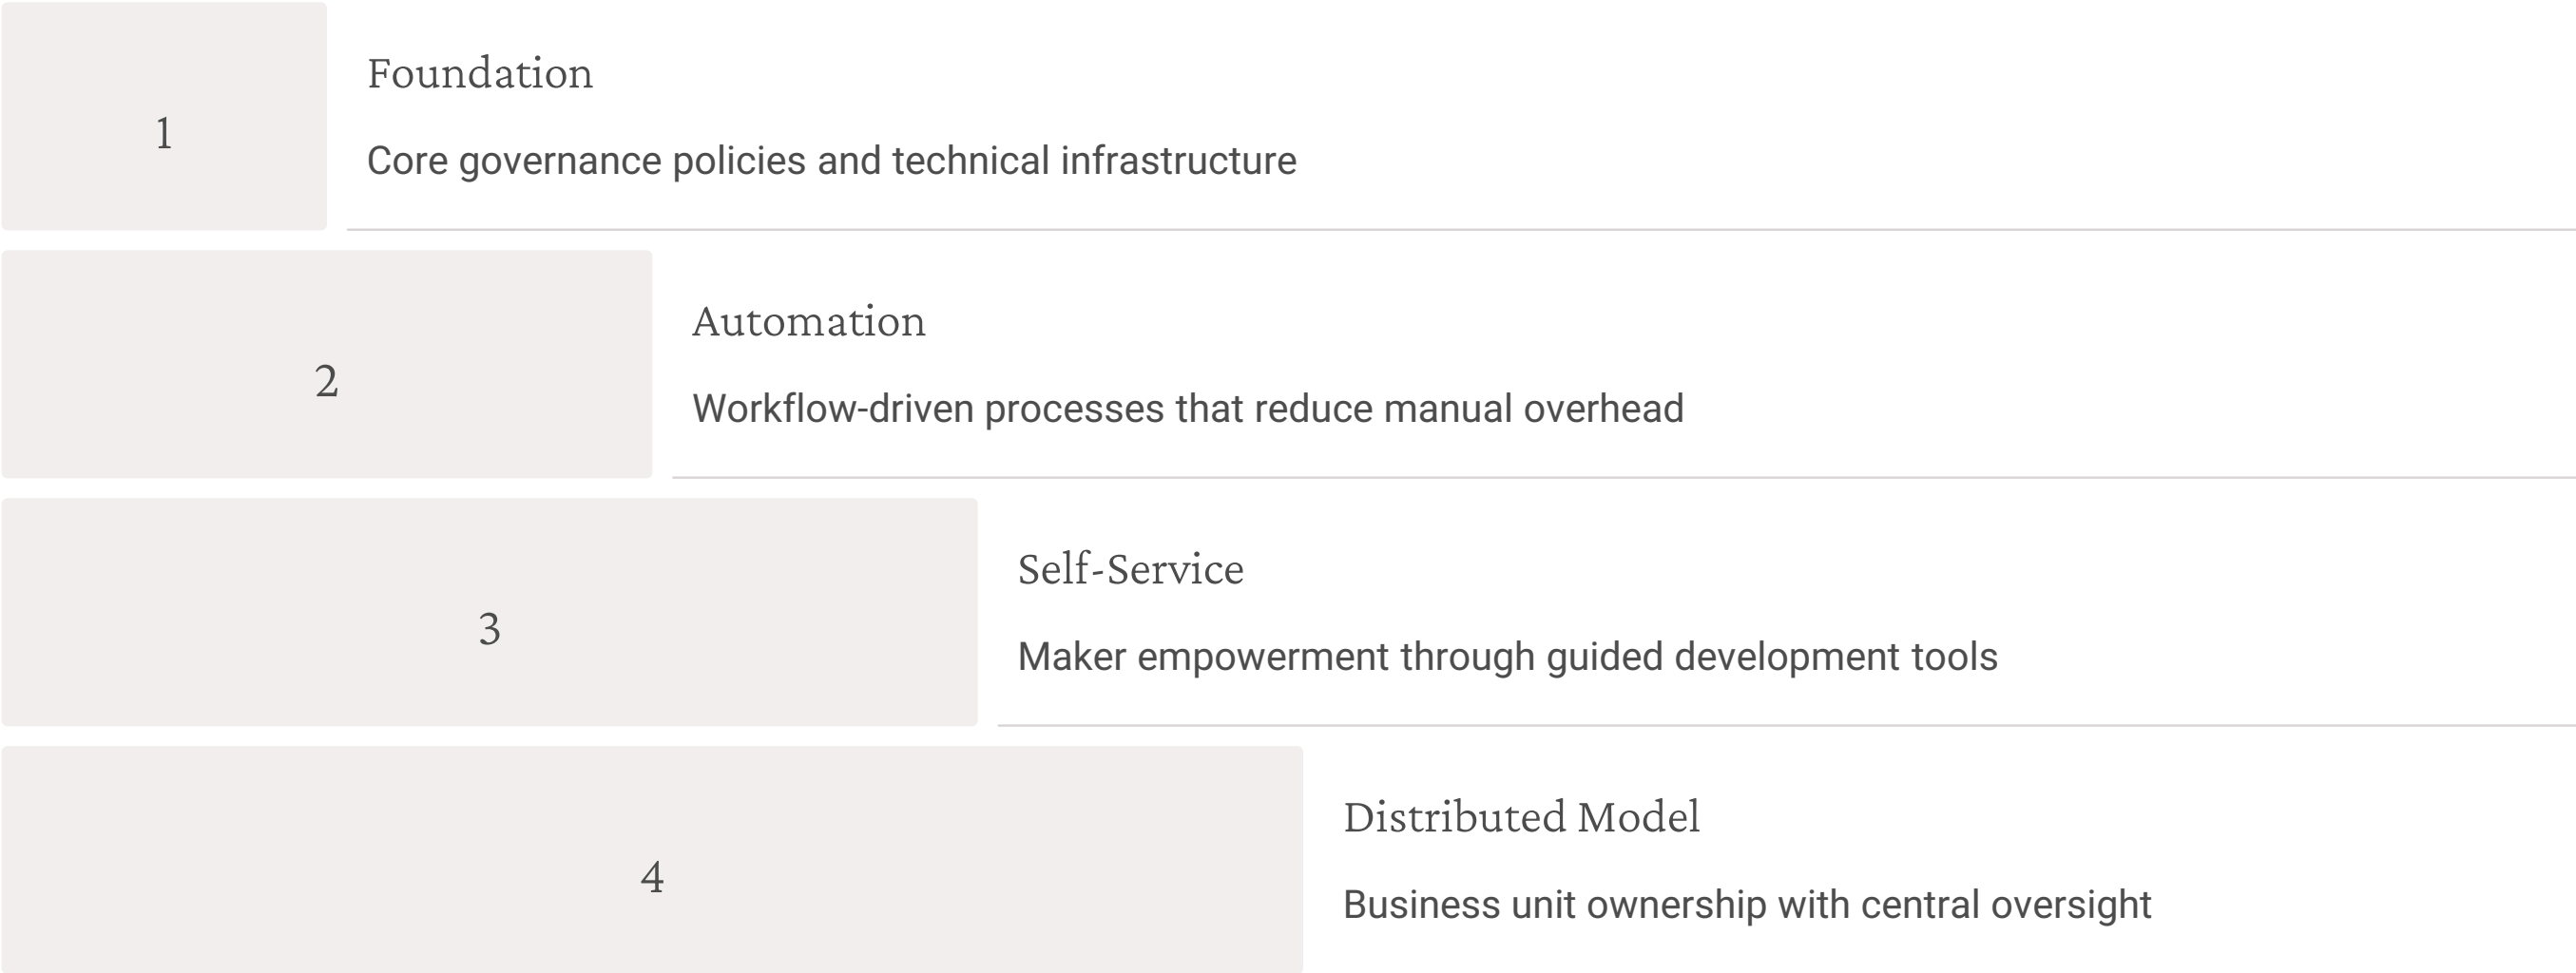 1
Foundation
Core governance policies and technical infrastructure
2
Automation
Workflow-driven processes that reduce manual overhead
3
Self-Service
Maker empowerment through guided development tools
4
Distributed Model
Business unit ownership with central oversight